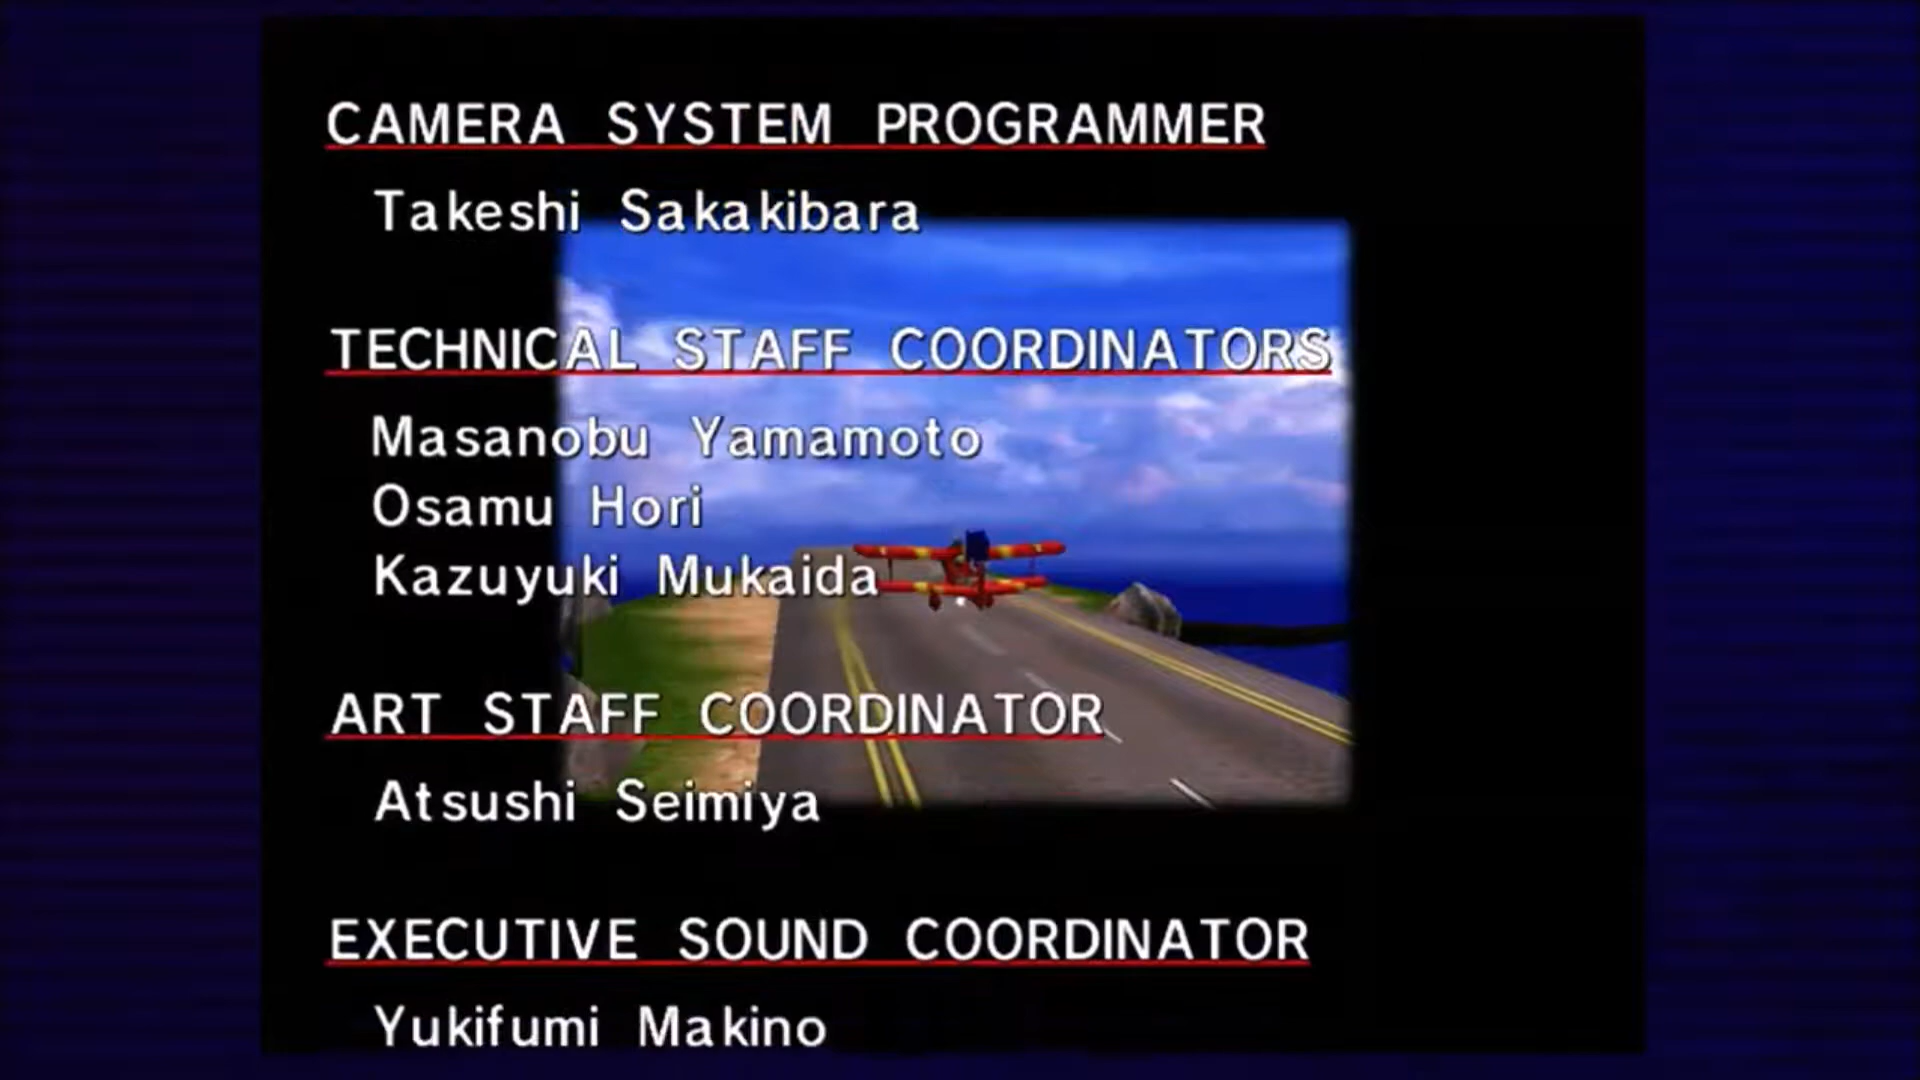 CAMERA SYSTEM PROGRAMMER
Takeshi Sakakibara
TECHNICAL STAFF COORDINATORS
Masanobu Yamamoto
Osamu Hori
Kazuyuki Mukaida
ART STAFF COORDINATOR
Atsushi Seimiya
EXECUTIVE SOUND COORDINATOR
Yukifumi Makino